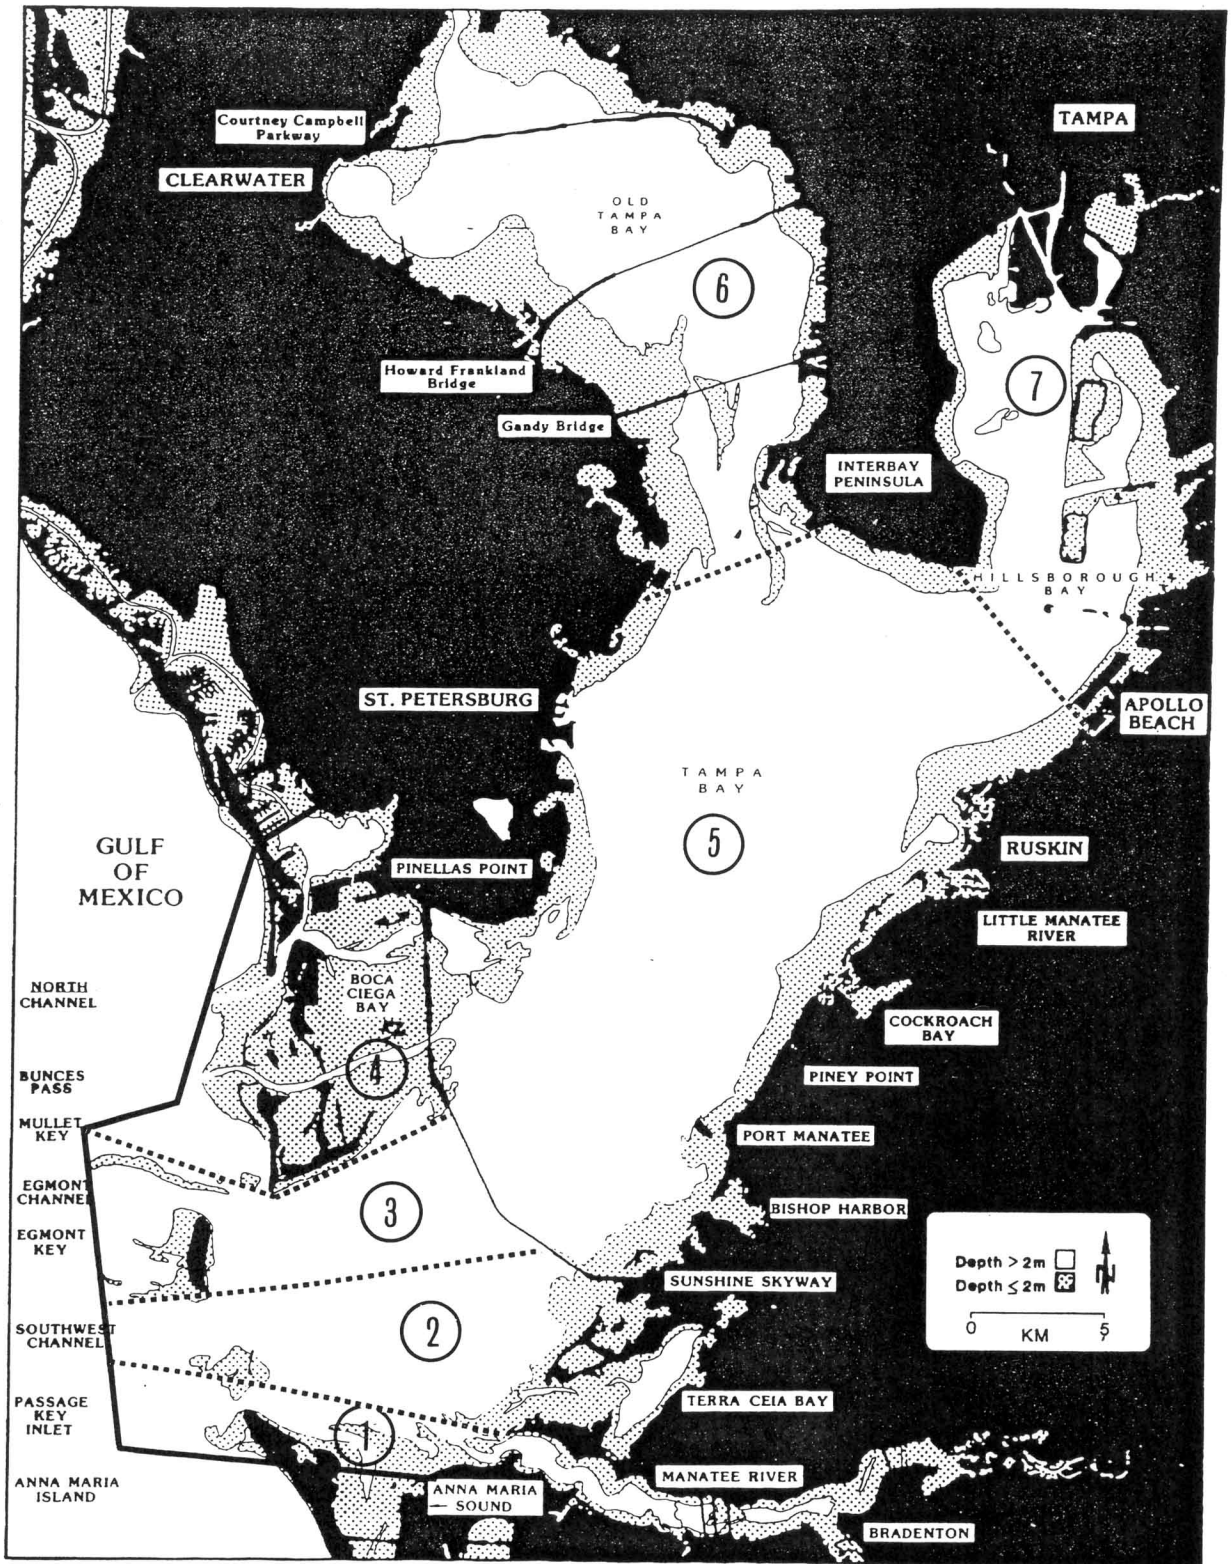 Courtney Campbell
Parkway
TAMPA
CLEARWATER
OLD
TAMPA
BAY
6
Howard Frankland
Bridge
7
Gandy Bridge
INTERBAY
PENINSULA
HILLSBOROUGH
BAY
ST. PETERSBURG
APOLLO
BEACH
TAMPA
BAY
5
GULF
OF
MEXICO
RUSKIN
PINELLAS POINT
LITTLE MANATEE
RIVER
NORTH
CHANNEL
BOCA
CIEGA
BAY
COCKROACH
BAY
4
BUNCES
PASS
PINEY POINT
MULLET
KEY
PORT MANATEE
EGMONT
CHANNEL
3
BISHOP HARBOR
EGMONT
KEY
Depth > 2m
Depth ≤ 2m
N
0 5
KM
SUNSHINE SKYWAY
SOUTHWEST
CHANNEL
2
PASSAGE
KEY
INLET
TERRA CEIA BAY
1
ANNA MARIA
ISLAND
ANNA MARIA
SOUND
MANATEE RIVER
BRADENTON